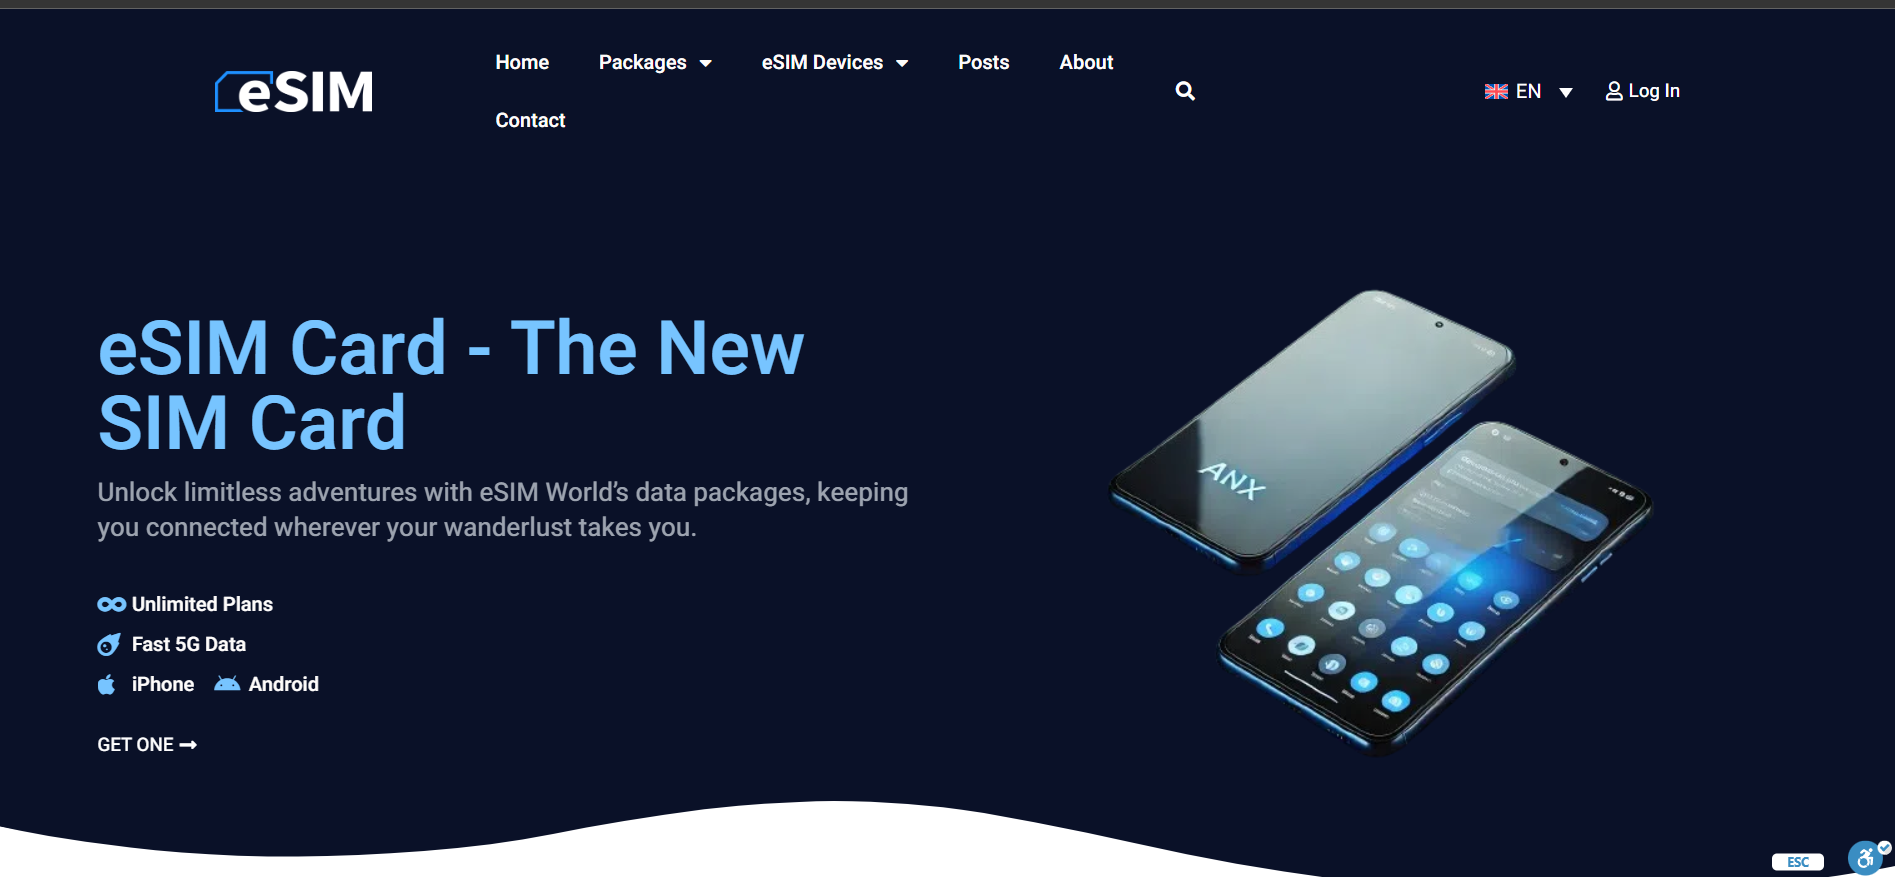 eSIM
Home
Packages
eSIM Devices
Posts
About
Contact
EN
Log In
eSIM Card - The New
SIM Card
Unlock limitless adventures with eSIM World's data packages, keeping
you connected wherever your wanderlust takes you.
Unlimited Plans
Fast 5G Data
iPhone
Android
GET ONE
ANX
ESC